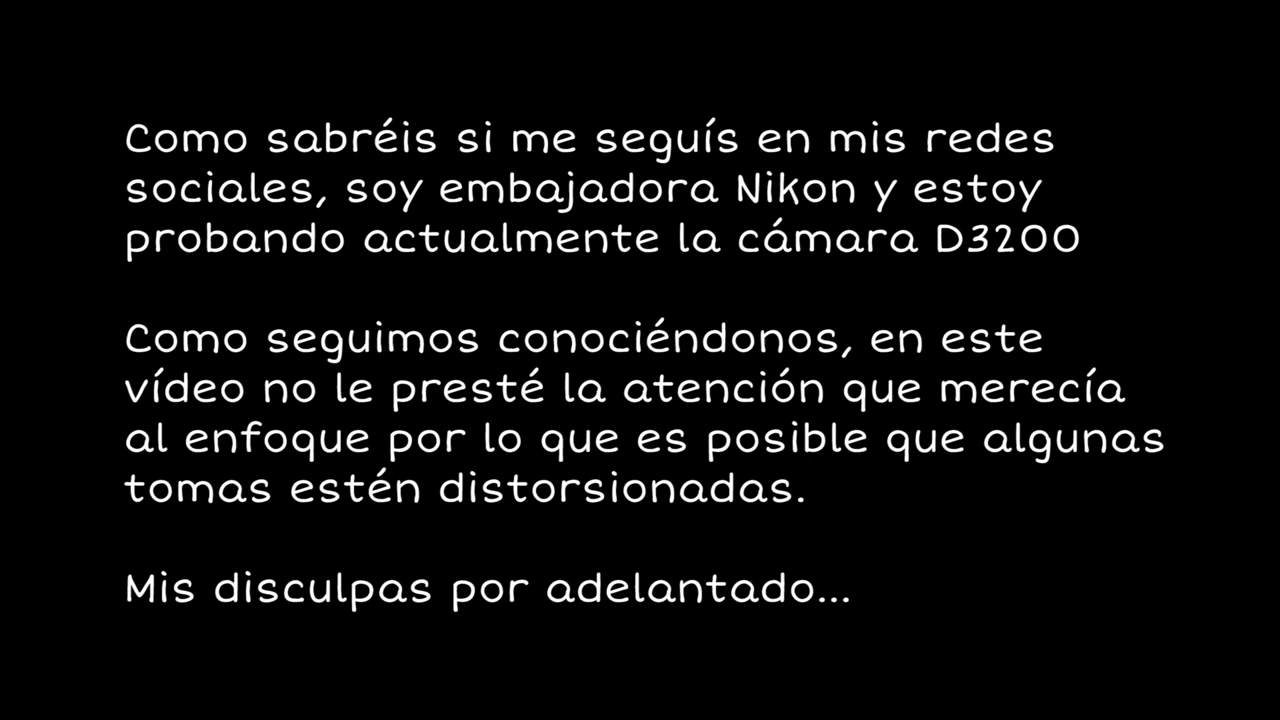 Como sabréis si me seguís en mis redes
sociales, soy embajadora Nikon y estoy
probando actualmente la cámara D3200
Como seguimos conociéndonos, en este
vídeo no le presté la atención que merecía
al enfoque por lo que es posible que algunas
tomas estén distorsionadas.
Mis disculpas por adelantado...